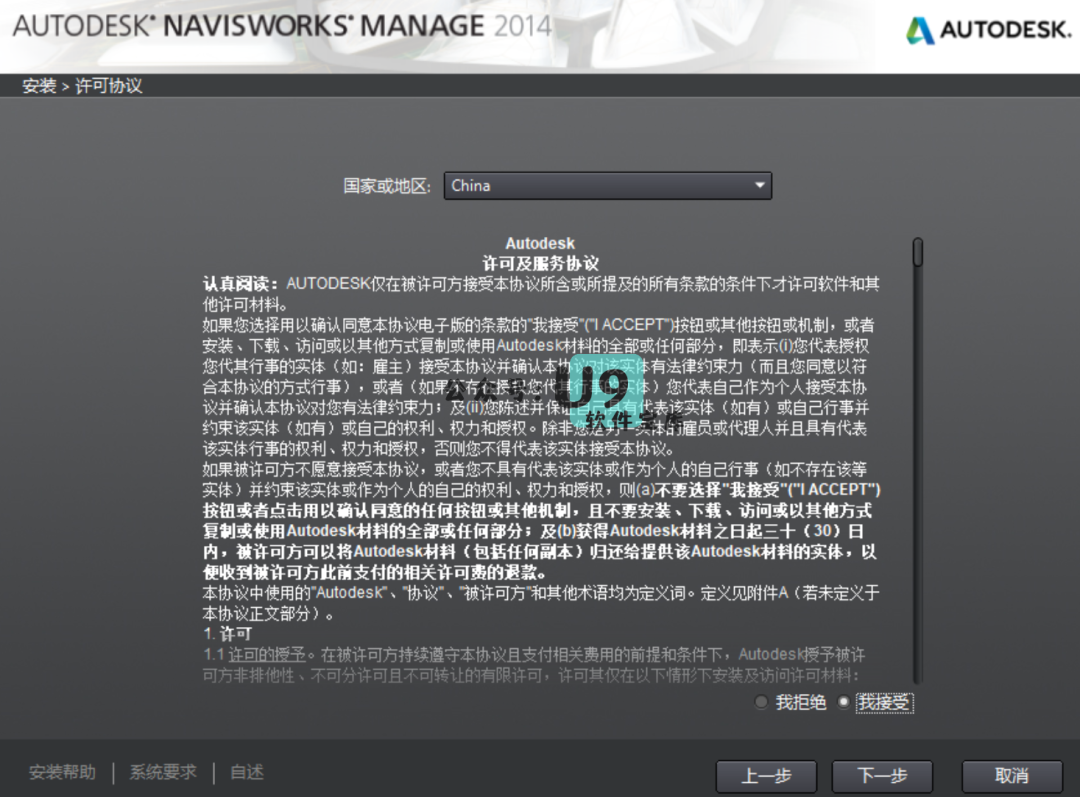 AUTODESK® NAVISWORKS® MANAGE 2014
AUTODESK.
安装 > 许可协议
国家或地区: China
Autodesk
许可及服务协议
认真阅读：AUTODESK仅在被许可方接受本协议所含或所提及的所有条款的条件下才许可软件和其
他许可材料。
如果您选择用以确认同意本协议电子版的条款的"我接受"("I ACCEPT")按钮或其他按钮或机制，或者
安装、下载、访问或以其他方式复制或使用Autodesk材料的全部或任何部分，即表示(i)您代表授权
您代其行事的实体（如：雇主）接受本协议并确认本协议对该实体有法律约束力（而且您同意以符
合本协议的方式行事），或者（如果不存在授权您代其行事的实体）您代表自己作为个人接受本协
议并确认本协议对您有法律约束力；及(ii)您陈述并保证自己具有代表该实体（如有）或自己行事并
约束该实体（如有）或自己的权利、权力和授权。除非您是另一实体的雇员或代理人并且具有代表
该实体行事的权利、权力和授权，否则您不得代表该实体接受本协议。
公众号：U9
软件宝库
如果被许可方不愿意接受本协议，或者您不具有代表该实体或作为个人的自己行事（如不存在该等
实体）并约束该实体或作为个人的自己的权利、权力和授权，则(a)不要选择"我接受"("I ACCEPT")
按钮或者点击用以确认同意的任何按钮或其他机制，且不要安装、下载、访问或以其他方式
复制或使用Autodesk材料的全部或任何部分；及(b)获得Autodesk材料之日起三十（30）日
内，被许可方可以将Autodesk材料（包括任何副本）归还给提供该Autodesk材料的实体，以
便收到被许可方此前支付的相关许可费的退款。
本协议中使用的"Autodesk"、"协议"、"被许可方"和其他术语均为定义词。定义见附件A（若未定义于
本协议正文部分）。
1. 许可
1.1 许可的授予。在被许可方持续遵守本协议且支付相关费用的前提和条件下，Autodesk授予被许
可方非排他性、不可分许可且不可转让的有限许可，许可其仅在以下情形下安装及访问许可材料：
我拒绝 我接受
安装帮助 | 系统要求 | 自述
上一步 下一步 取消